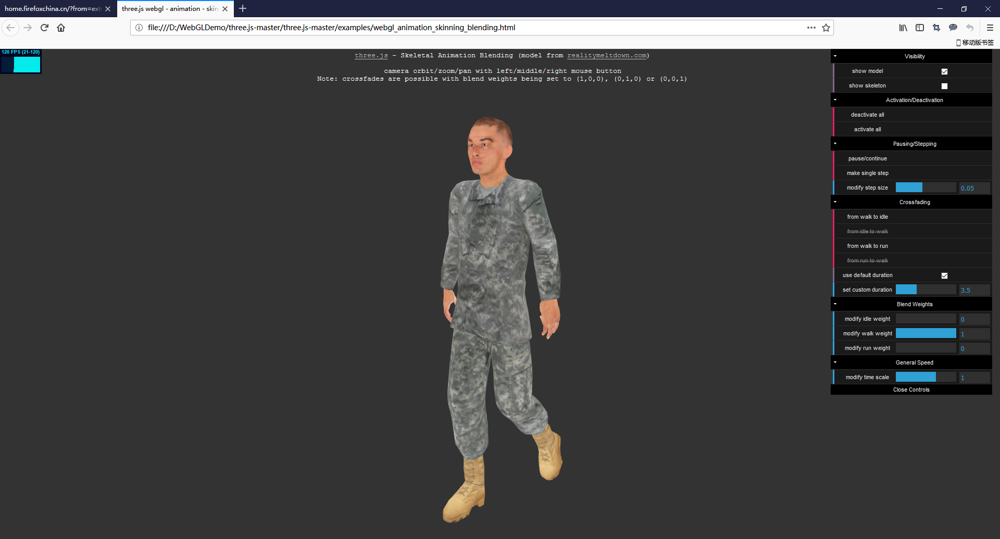 home.firefoxchina.cn/?from=ext
three.js webgl - animation - skin
file:///D:/WebGLDemo/three.js-master/three.js-master/examples/webgl_animation_skinning_blending.html
移动版书签
120 FPS (21-120)
three.js - Skeletal Animation Blending (model from realitymeltdown.com)
camera orbit/zoom/pan with left/middle/right mouse button
Note: crossfades are possible with blend weights being set to (1,0,0), (0,1,0) or (0,0,1)
Visibility
show model
show skeleton
Activation/Deactivation
deactivate all
activate all
Pausing/Stepping
pause/continue
make single step
modify step size 0.05
Crossfading
from walk to idle
from idle to walk
from walk to run
from run to walk
use default duration
set custom duration 3.5
Blend Weights
modify idle weight 0
modify walk weight 1
modify run weight 0
General Speed
modify time scale 1
Close Controls